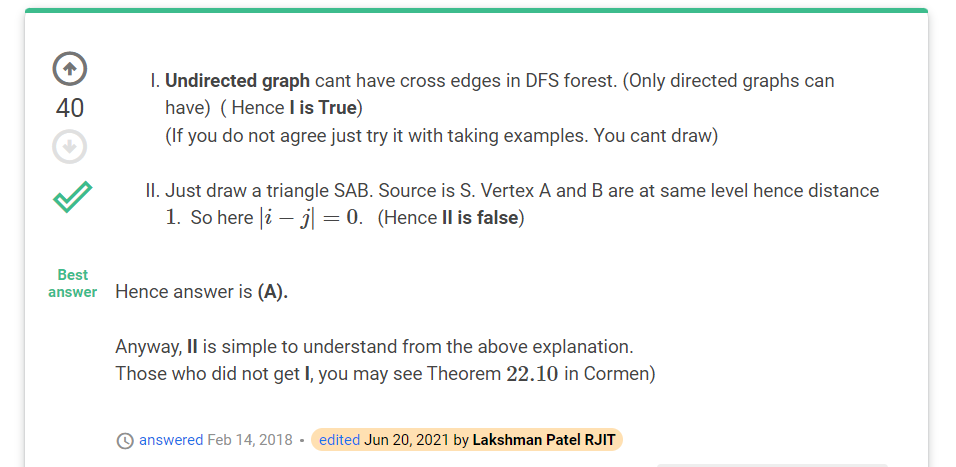 40
I. Undirected graph cant have cross edges in DFS forest. (Only directed graphs can
have) ( Hence I is True)
(If you do not agree just try it with taking examples. You cant draw)
II. Just draw a triangle SAB. Source is S. Vertex A and B are at same level hence distance
1. So here |i − j| = 0. (Hence II is false)
Best
answer
Hence answer is (A).
Anyway, II is simple to understand from the above explanation.
Those who did not get I, you may see Theorem 22.10 in Cormen)
answered Feb 14, 2018 • edited Jun 20, 2021 by Lakshman Patel RJIT